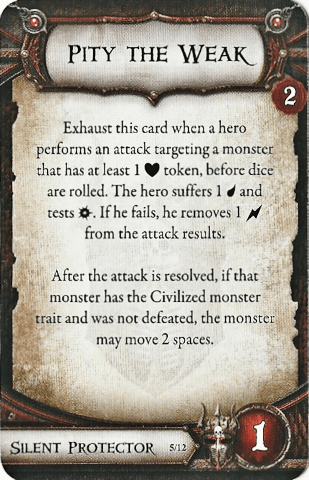 PITY THE WEAK
2
Exhaust this card when a hero
performs an attack targeting a monster
that has at least 1 ♥ token, before dice
are rolled. The hero suffers 1 and
tests . If he fails, he removes 1
from the attack results.
After the attack is resolved, if that
monster has the Civilized monster
trait and was not defeated, the monster
may move 2 spaces.
SILENT PROTECTOR 5/12
1